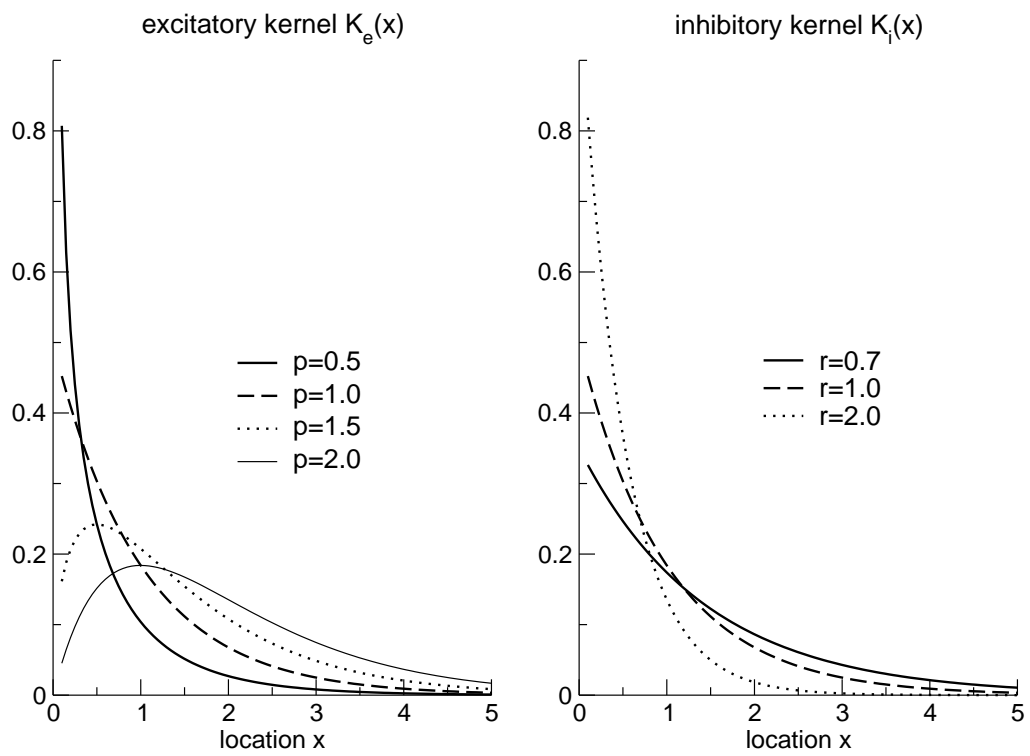 excitatory kernel K_e(x)
0.8
0.6
0.4
0.2
0
p=0.5
p=1.0
p=1.5
p=2.0
0 1 2 3 4 5
location x
inhibitory kernel K_i(x)
0.8
0.6
0.4
0.2
0
r=0.7
r=1.0
r=2.0
0 1 2 3 4 5
location x